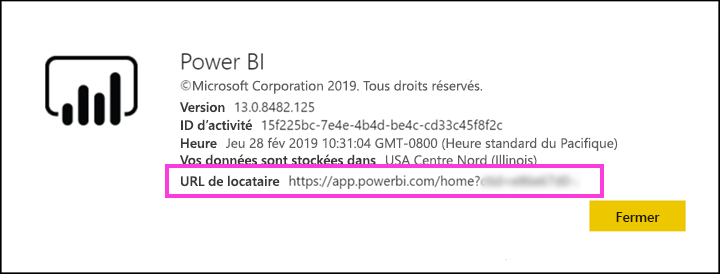 Power BI
©Microsoft Corporation 2019. Tous droits réservés.
Version 13.0.8482.125
ID d'activité 15f225bc-7e4e-4b4d-be4c-cd33c45f8f2c
Heure Jeu 28 fév 2019 10:31:04 GMT-0800 (Heure standard du Pacifique)
Vos données sont stockées dans USA Centre Nord (Illinois)
URL de locataire https://app.powerbi.com/home?
Fermer